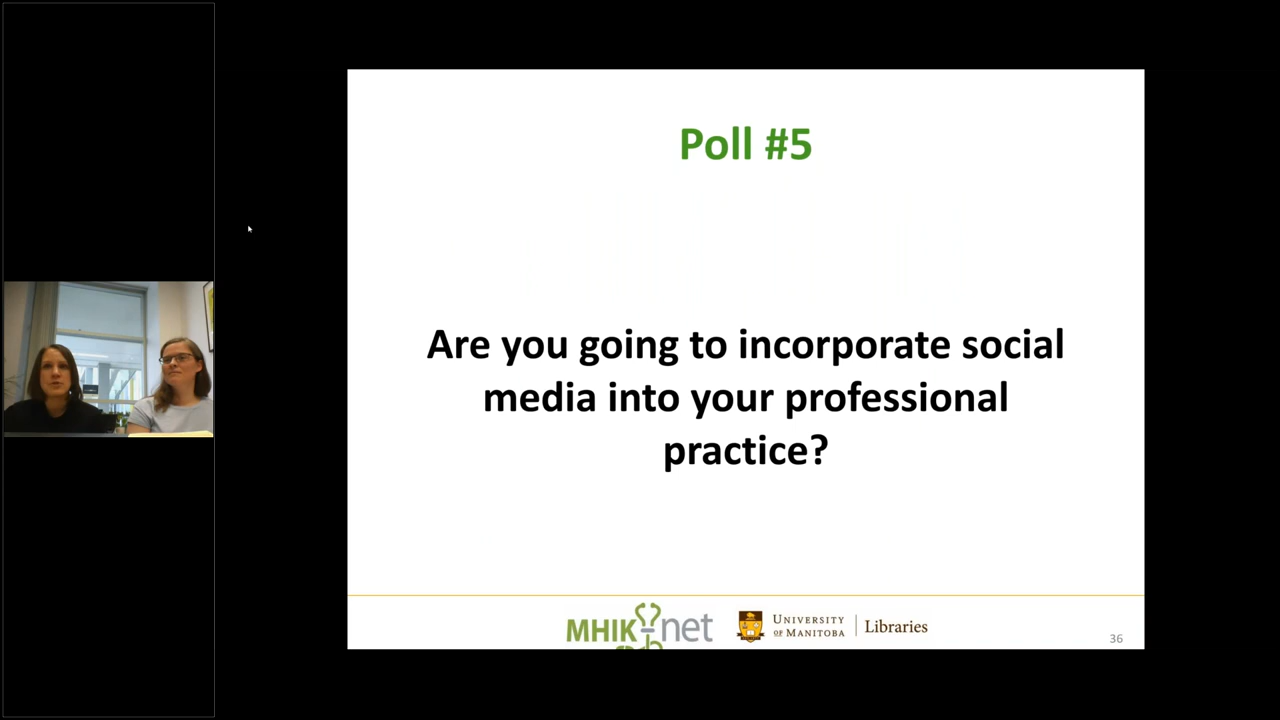 Poll #5
Are you going to incorporate social
media into your professional
practice?
MHIK-net
UNIVERSITY
OF MANITOBA
Libraries
36